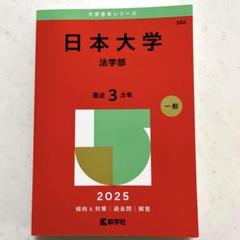 大学赤本シリーズ
日本大学
法学部
最近3カ年
一般
2025
傾向と対策｜過去問｜解答
教学社